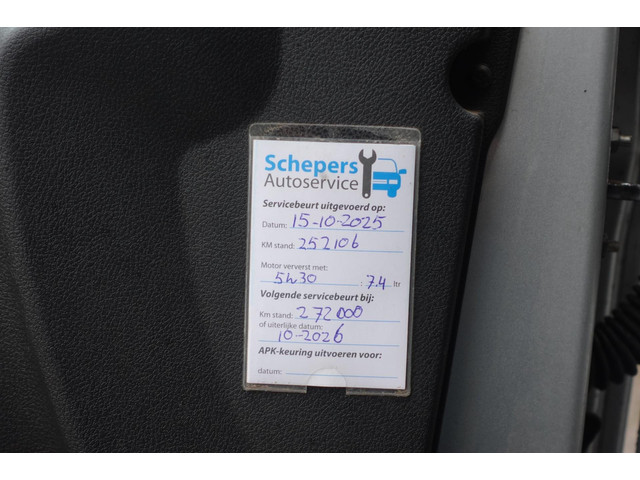 Schepers
Autoservice
Servicebeurt uitgevoerd op:
Datum: 15-10-2025
KM stand: 252106
Motor ververst met:
5w30 : 7.4 ltr
Volgende servicebeurt bij:
Km stand: 272000
of uiterlijke datum:
10-2026
APK-keuring uitvoeren voor:
datum: